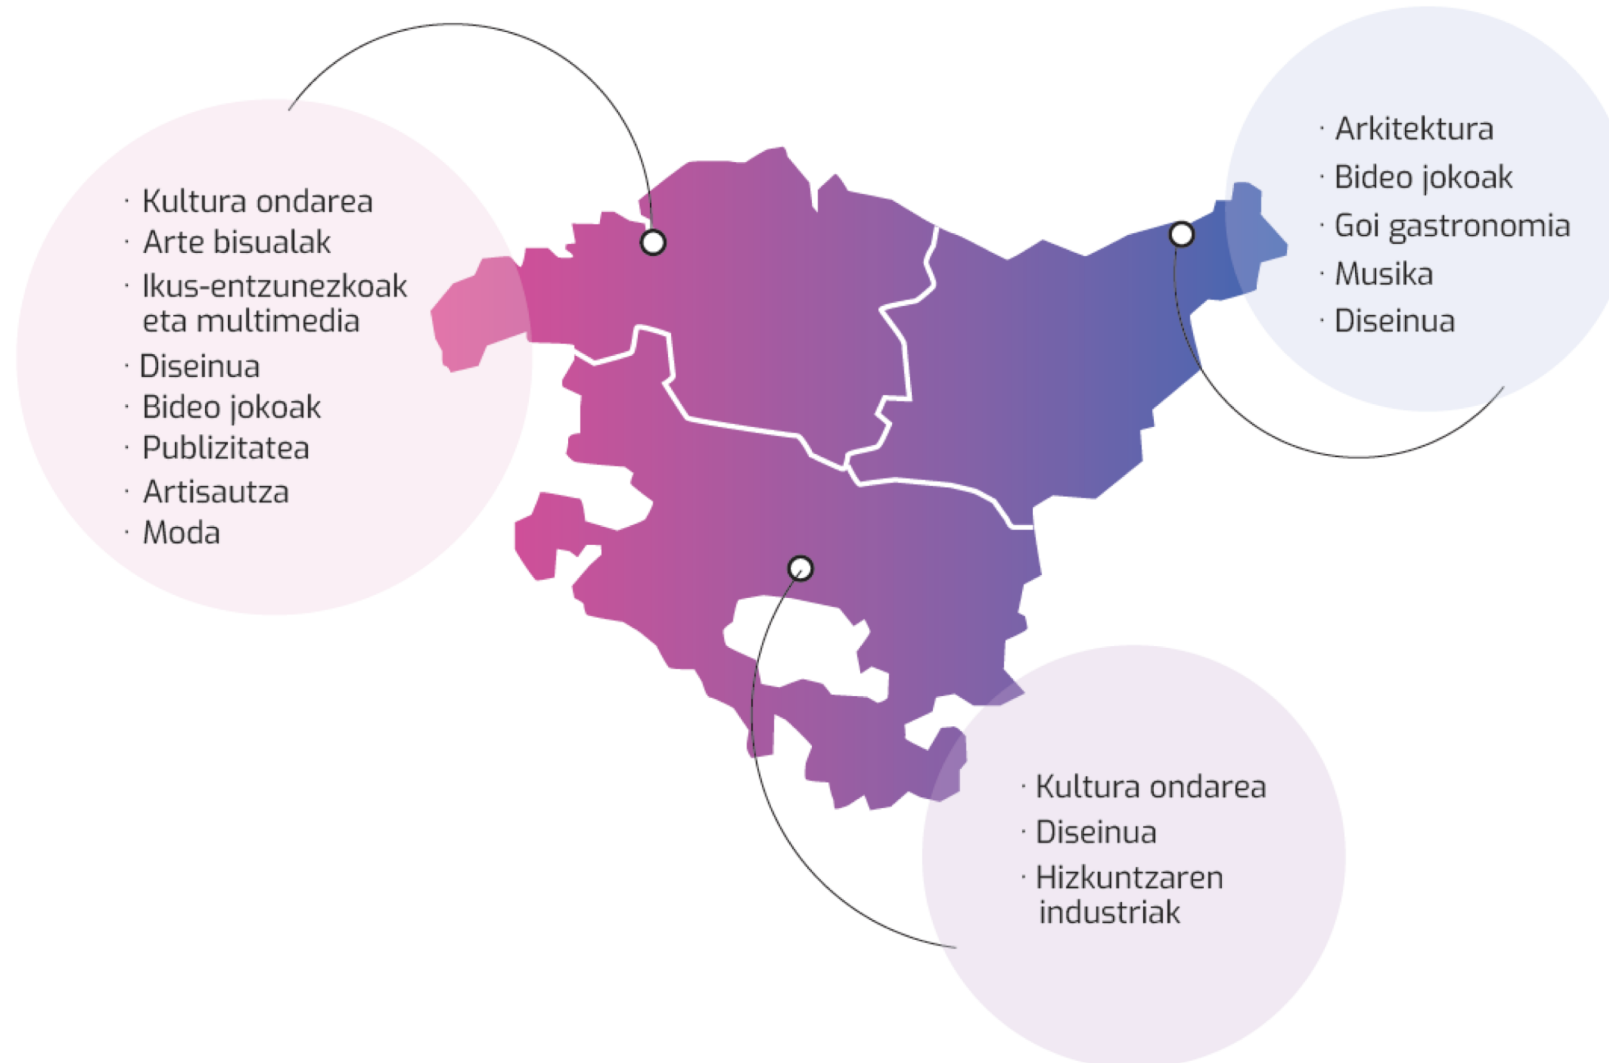 · Kultura ondarea
· Arte bisualak
· Ikus-entzunezkoak
eta multimedia
· Diseinua
· Bideo jokoak
· Publizitatea
· Artisautza
· Moda
· Arkitektura
· Bideo jokoak
· Goi gastronomia
· Musika
· Diseinua
· Kultura ondarea
· Diseinua
· Hizkuntzaren
industriak